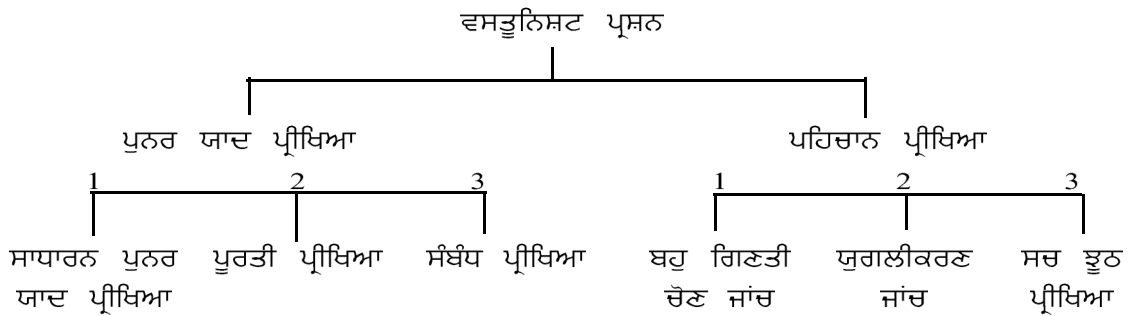 ਵਸਤੂਨਿਸ਼ਟ ਪ੍ਰਸ਼ਨ
ਪੁਨਰ ਯਾਦ ਪ੍ਰੀਖਿਆ ਪਹਿਚਾਨ ਪ੍ਰੀਖਿਆ
1 2 3 1 2 3
ਸਾਧਾਰਨ ਪੁਨਰ ਪੂਰਤੀ ਪ੍ਰੀਖਿਆ ਸੰਬੰਧ ਪ੍ਰੀਖਿਆ ਬਹੁ ਗਿਣਤੀ ਯੁਗਲੀਕਰਣ ਸਚ ਝੂਠ
ਯਾਦ ਪ੍ਰੀਖਿਆ ਚੋਣ ਜਾਂਚ ਜਾਂਚ ਪ੍ਰੀਖਿਆ